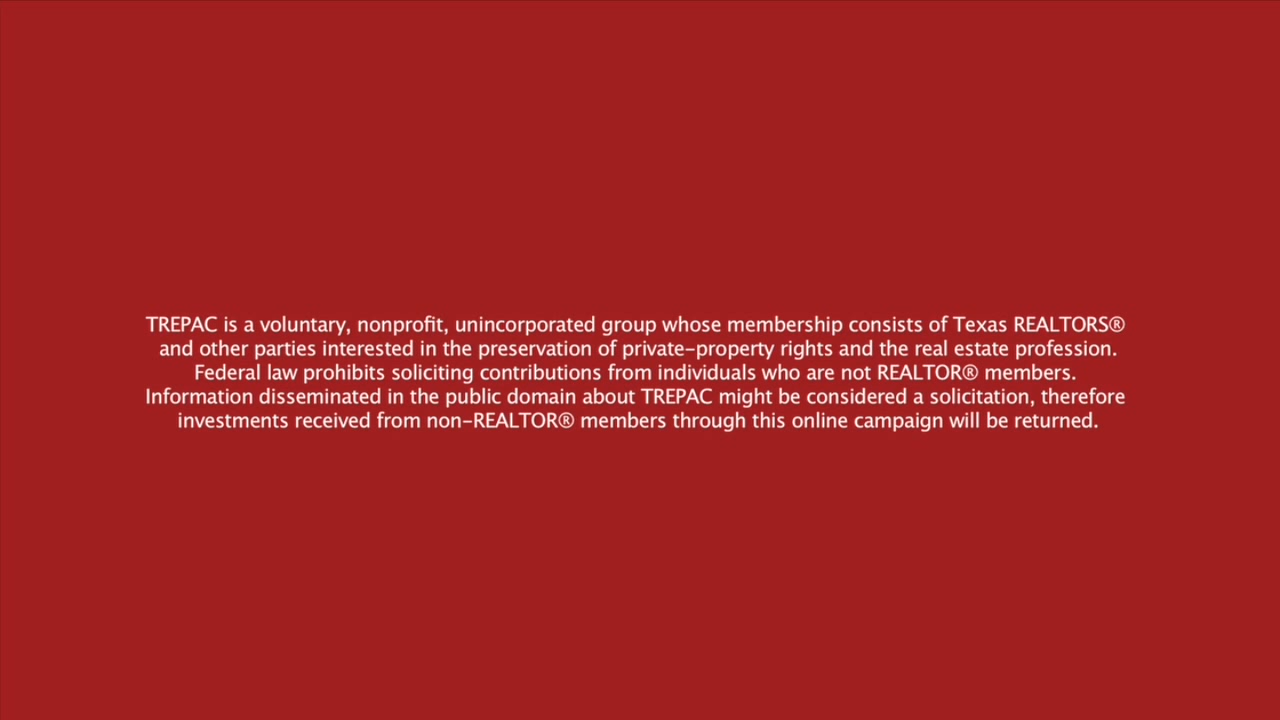 TREPAC is a voluntary, nonprofit, unincorporated group whose membership consists of Texas REALTORS®
and other parties interested in the preservation of private-property rights and the real estate profession.
Federal law prohibits soliciting contributions from individuals who are not REALTOR® members.
Information disseminated in the public domain about TREPAC might be considered a solicitation, therefore
investments received from non-REALTOR® members through this online campaign will be returned.